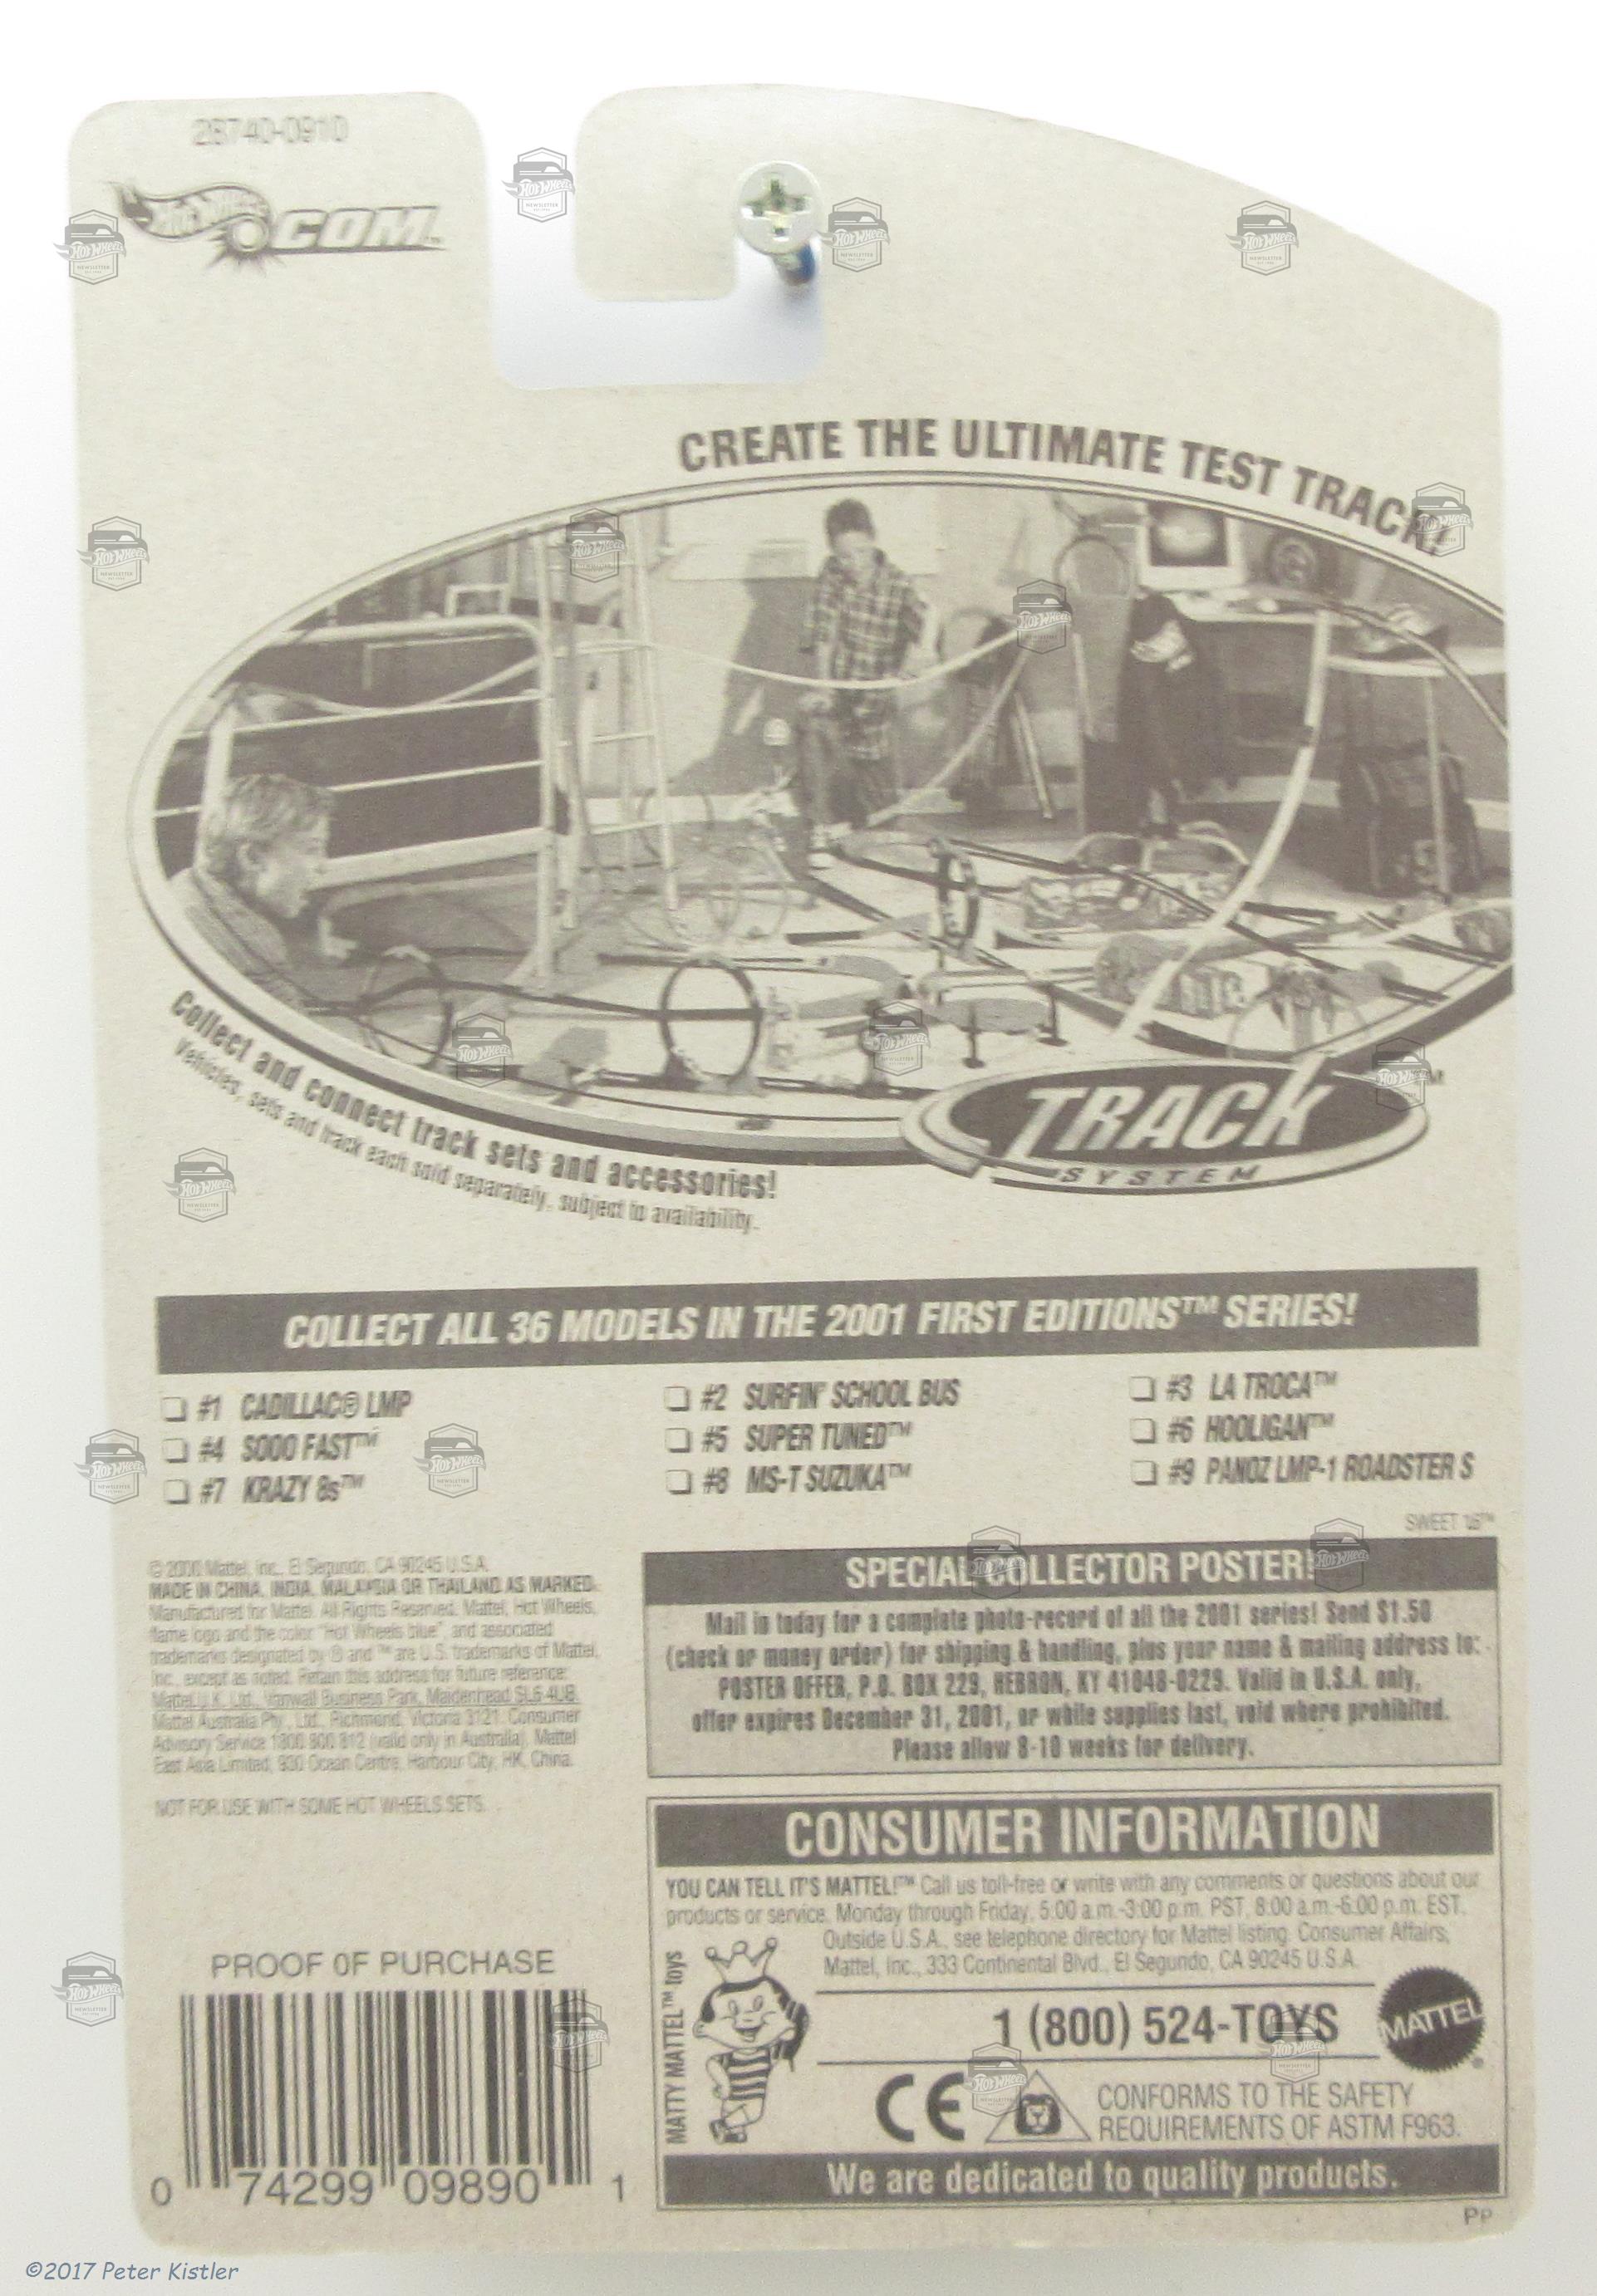 28740-0910
HOT WHEELS .COM™
CREATE THE ULTIMATE TEST TRACK!
Collect and connect track sets and accessories!
Vehicles, sets and track each sold separately, subject to availability.
TRACK
SYSTEM
COLLECT ALL 36 MODELS IN THE 2001 FIRST EDITIONS™ SERIES!
#1 CADILLAC® LMP
#2 SURFIN' SCHOOL BUS
#3 LA TROCA™
#4 SOOO FAST™
#5 SUPER TUNED™
#6 HOOLIGAN™
#7 KRAZY 8s™
#8 MS-T SUZUKA™
#9 PANOZ LMP-1 ROADSTER S
SWEET 16™
© 2000 Mattel, Inc., El Segundo, CA 90245 U.S.A.
MADE IN CHINA, INDIA, MALAYSIA OR THAILAND AS MARKED.
Manufactured for Mattel. All Rights Reserved. Mattel, Hot Wheels,
flame logo and the color "Hot Wheels blue", and associated
trademarks designated by ® and ™ are U.S. trademarks of Mattel,
Inc., except as noted. Retain this address for future reference:
Mattel U.K. Ltd., Vanwall Business Park, Maidenhead SL6 4UB.
Mattel Australia Pty., Ltd., Richmond, Victoria 3121. Consumer
Advisory Service 1300 800 812 (valid only in Australia). Mattel
East Asia Limited, 930 Ocean Centre, Harbour City, HK, China.
NOT FOR USE WITH SOME HOT WHEELS SETS.
SPECIAL COLLECTOR POSTER!
Mail in today for a complete photo-record of all the 2001 series! Send $1.50
(check or money order) for shipping & handling, plus your name & mailing address to:
POSTER OFFER, P.O. BOX 229, HEBRON, KY 41048-0229. Valid in U.S.A. only,
offer expires December 31, 2001, or while supplies last, void where prohibited.
Please allow 8-10 weeks for delivery.
CONSUMER INFORMATION
YOU CAN TELL IT'S MATTEL!™ Call us toll-free or write with any comments or questions about our
products or service, Monday through Friday, 5:00 a.m.-3:00 p.m. PST, 8:00 a.m.-6:00 p.m. EST.
Outside U.S.A., see telephone directory for Mattel listing. Consumer Affairs,
Mattel, Inc., 333 Continental Blvd., El Segundo, CA 90245 U.S.A.
MATTY MATTEL™ toys
1 (800) 524-TOYS
MATTEL®
CE
CONFORMS TO THE SAFETY
REQUIREMENTS OF ASTM F963.
We are dedicated to quality products.
PROOF OF PURCHASE
0 74299 09890 1
PP
©2017 Peter Kistler